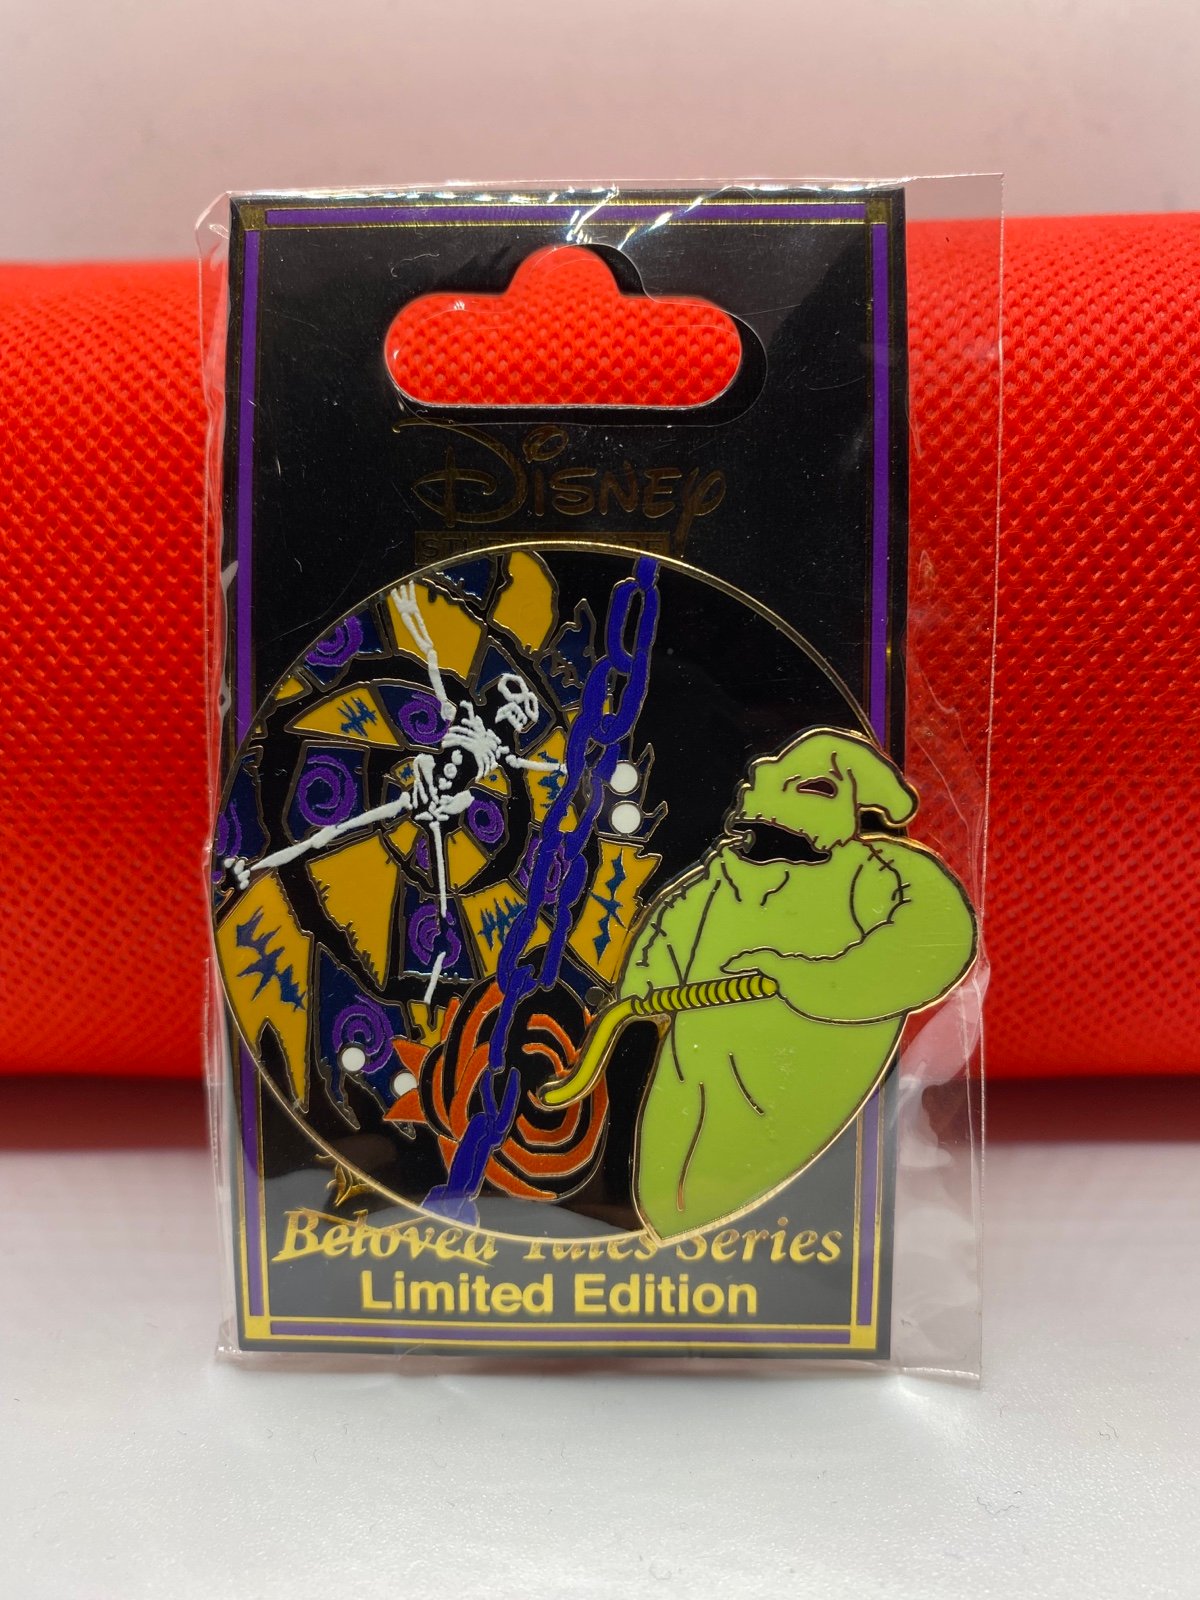 Disney
Beloved Tales Series
Limited Edition